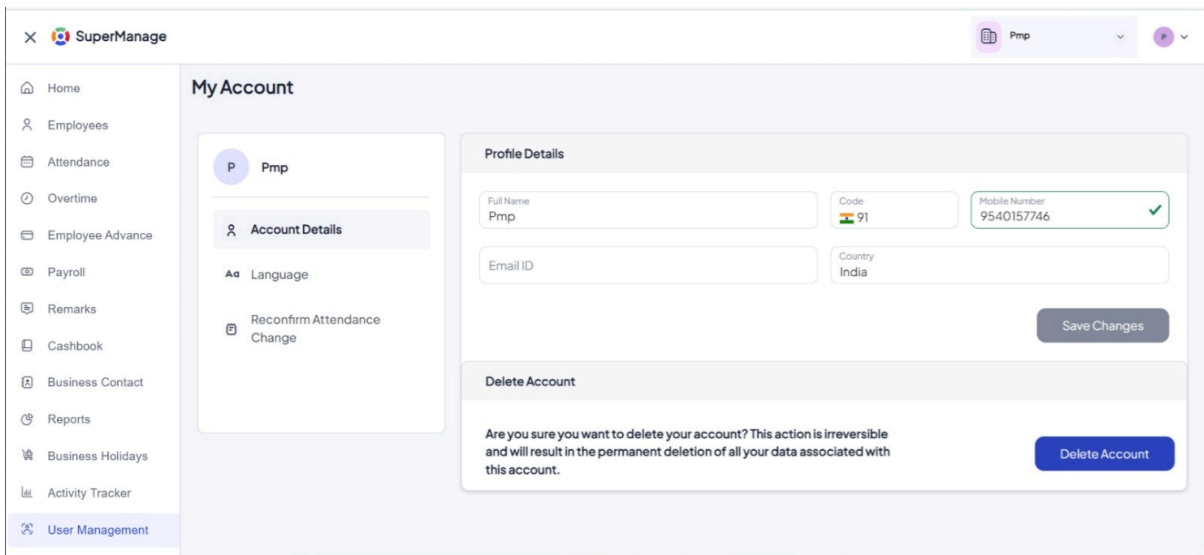 SuperManage
Pmp
P
Home
Employees
Attendance
Overtime
Employee Advance
Payroll
Remarks
Cashbook
Business Contact
Reports
Business Holidays
Activity Tracker
User Management
My Account
P Pmp
Account Details
Aa Language
Reconfirm Attendance
Change
Profile Details
Full Name
Pmp
Code
91
Mobile Number
9540157746
Email ID
Country
India
Save Changes
Delete Account
Are you sure you want to delete your account? This action is irreversible
and will result in the permanent deletion of all your data associated with
this account.
Delete Account